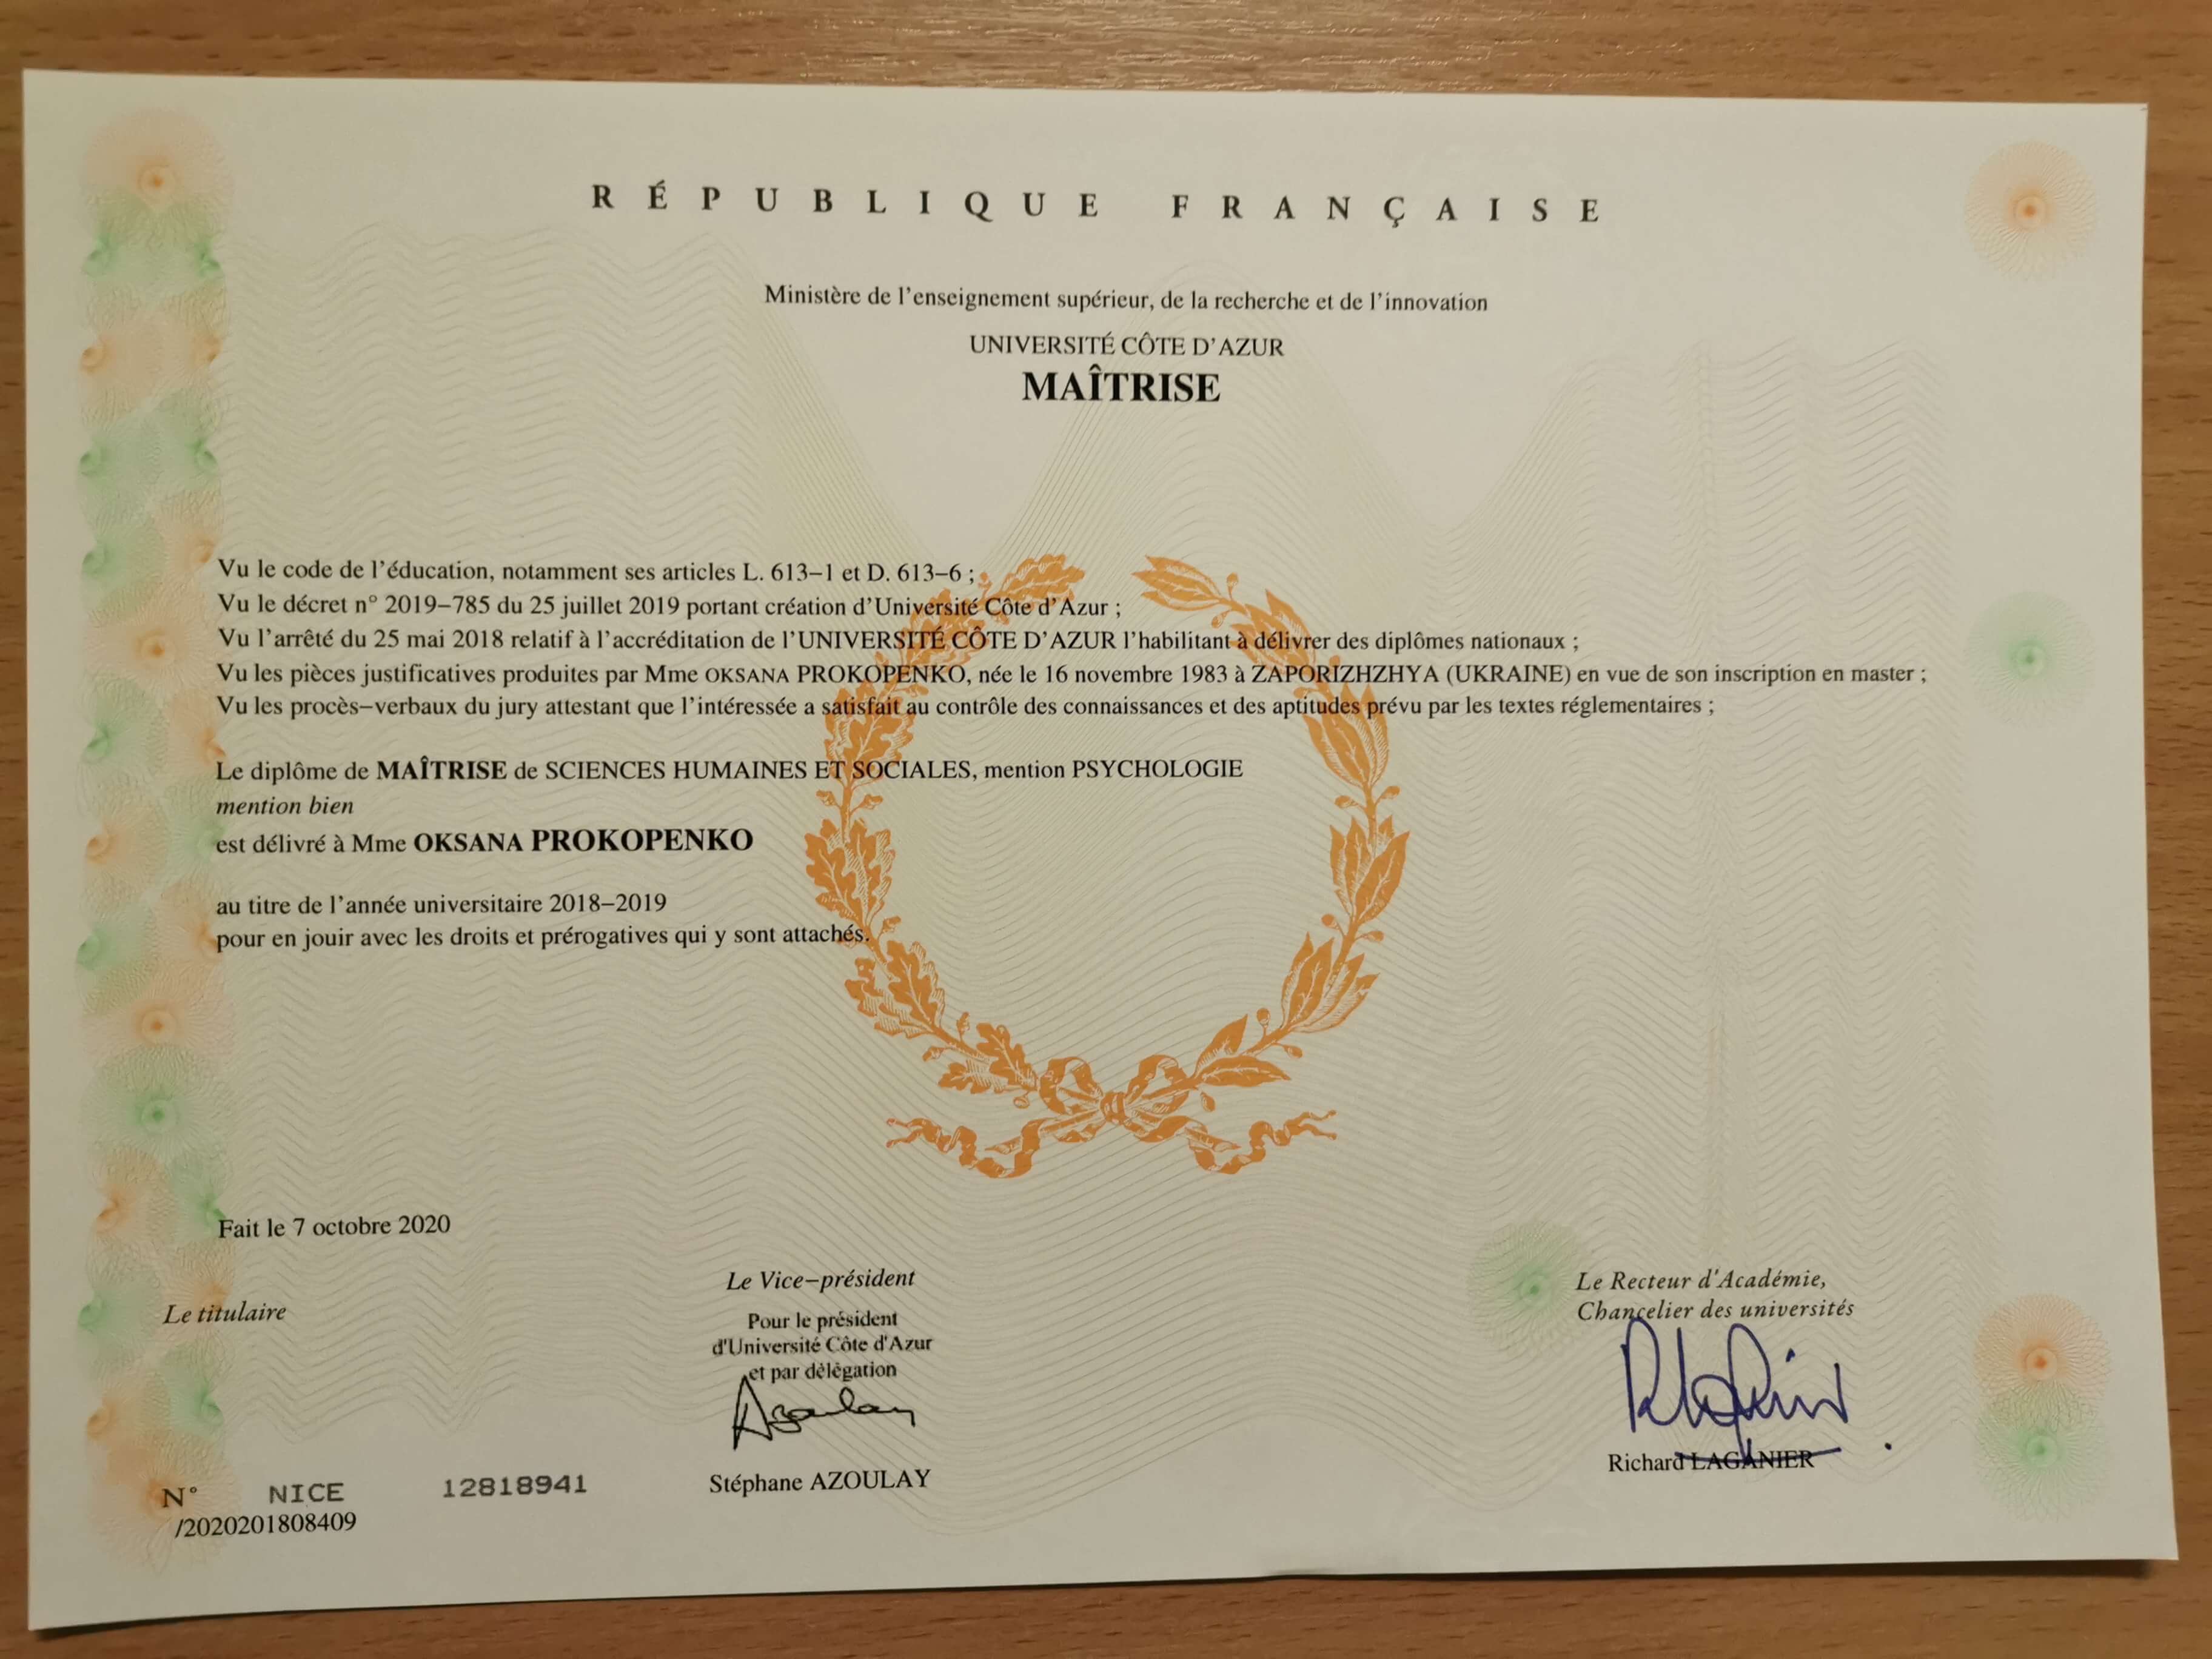 RÉPUBLIQUE FRANÇAISE
Ministère de l'enseignement supérieur, de la recherche et de l'innovation
UNIVERSITÉ CÔTE D'AZUR
MAÎTRISE
Vu le code de l'éducation, notamment ses articles L. 613–1 et D. 613–6 ;
Vu le décret n° 2019–785 du 25 juillet 2019 portant création d'Université Côte d'Azur ;
Vu l'arrêté du 25 mai 2018 relatif à l'accréditation de l'UNIVERSITÉ CÔTE D'AZUR l'habilitant à délivrer des diplômes nationaux ;
Vu les pièces justificatives produites par Mme OKSANA PROKOPENKO, née le 16 novembre 1983 à ZAPORIZHZHYA (UKRAINE) en vue de son inscription en master ;
Vu les procès–verbaux du jury attestant que l'intéressée a satisfait au contrôle des connaissances et des aptitudes prévu par les textes réglementaires ;
Le diplôme de MAÎTRISE de SCIENCES HUMAINES ET SOCIALES, mention PSYCHOLOGIE
mention bien
est délivré à Mme OKSANA PROKOPENKO
au titre de l'année universitaire 2018–2019
pour en jouir avec les droits et prérogatives qui y sont attachés.
Fait le 7 octobre 2020
Le titulaire
Le Vice–président
Pour le président
d'Université Côte d'Azur
et par délégation
Azoulay
Stéphane AZOULAY
Le Recteur d'Académie,
Chancelier des universités
Richard LAGANIER
N° NICE 12818941
/2020201808409